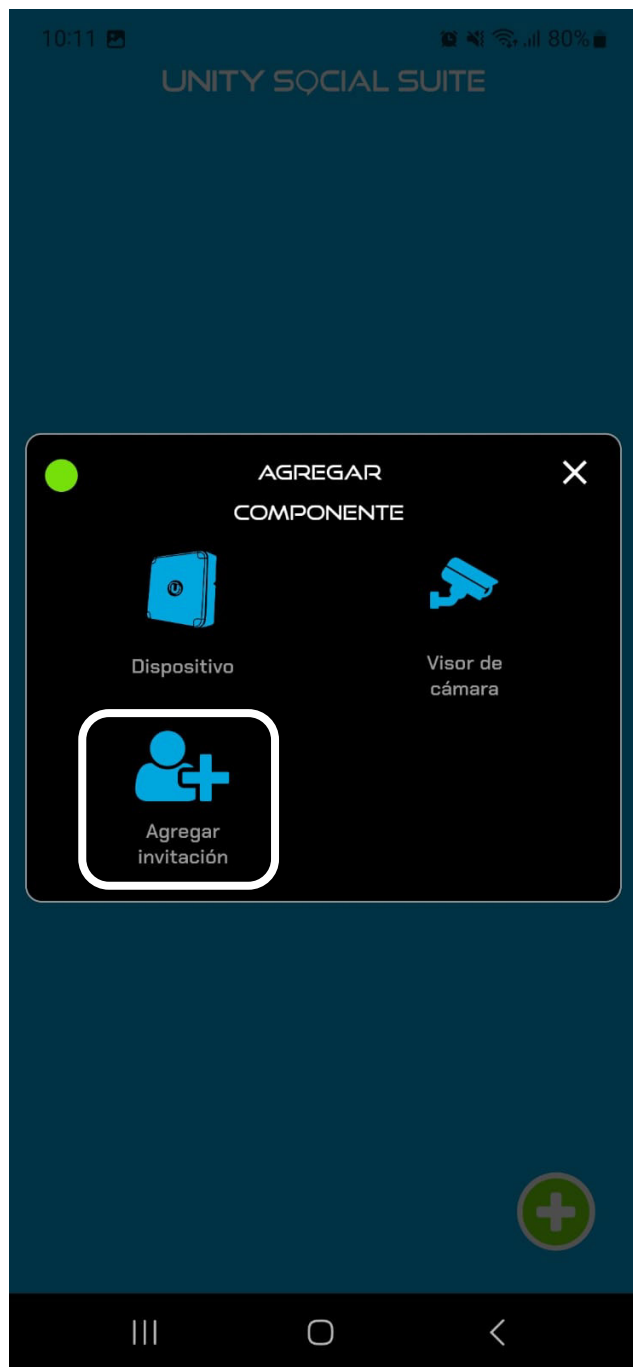 10:11
80%
UNITY SOCIAL SUITE
AGREGAR
COMPONENTE
Dispositivo
Visor de
cámara
Agregar
invitación